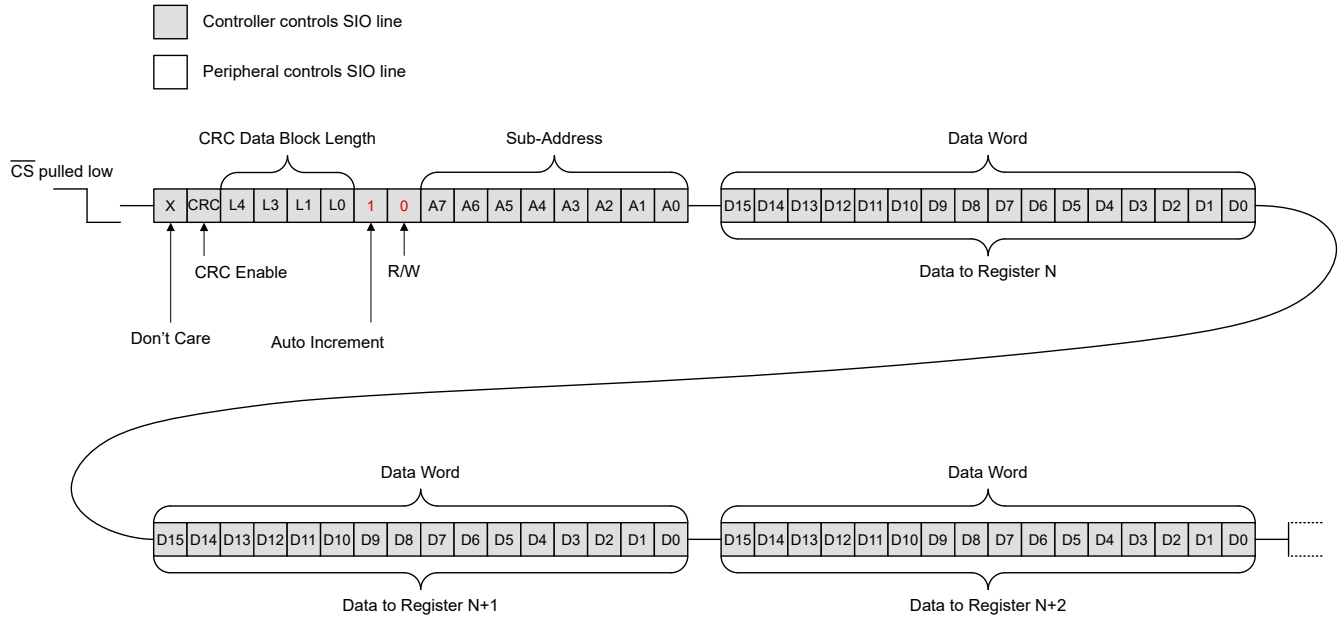 Controller controls SIO line
Peripheral controls SIO line
CRC Data Block Length
Sub-Address
Data Word
CS pulled low
X CRC L4 L3 L1 L0 1 0 A7 A6 A5 A4 A3 A2 A1 A0 D15 D14 D13 D12 D11 D10 D9 D8 D7 D6 D5 D4 D3 D2 D1 D0
CRC Enable
R/W
Data to Register N
Don't Care
Auto Increment
Data Word
Data Word
D15 D14 D13 D12 D11 D10 D9 D8 D7 D6 D5 D4 D3 D2 D1 D0 D15 D14 D13 D12 D11 D10 D9 D8 D7 D6 D5 D4 D3 D2 D1 D0
Data to Register N+1
Data to Register N+2